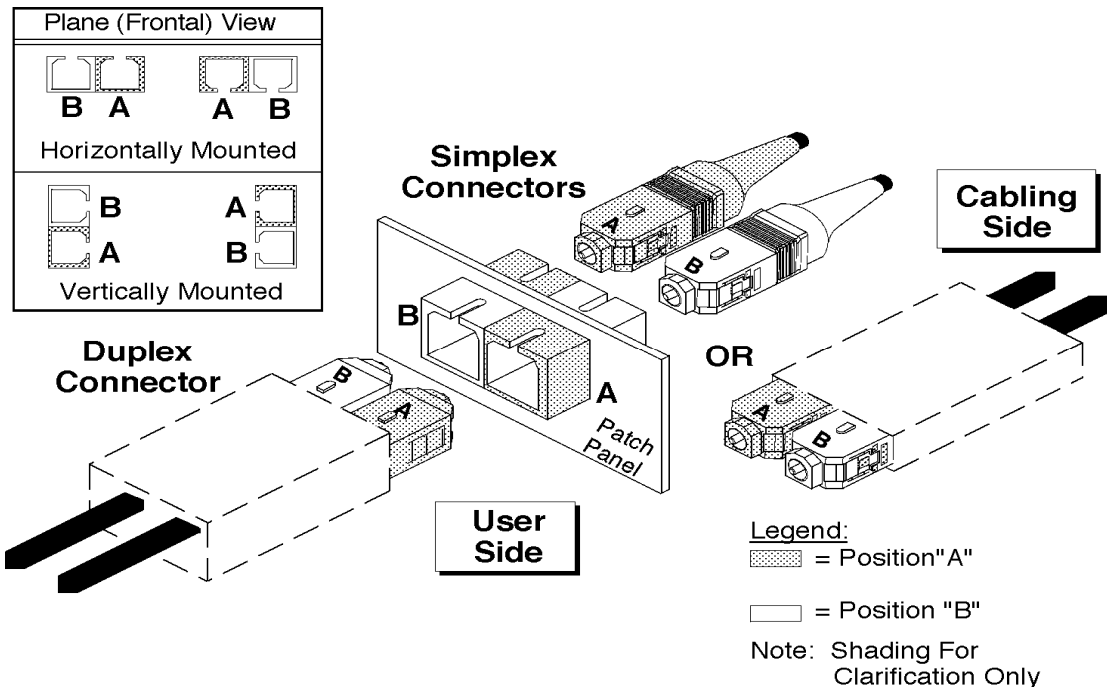 Plane (Frontal) View
B A
A B
Horizontally Mounted
B
A
A
B
Vertically Mounted
Simplex
Connectors
A
B
Cabling
Side
B
A
Patch
Panel
Duplex
Connector
B
A
OR
A
B
User
Side
Legend:
= Position"A"
= Position "B"
Note: Shading For
Clarification Only